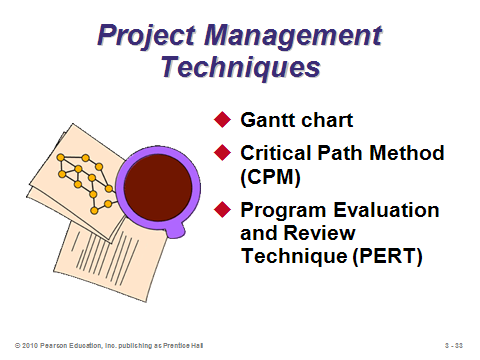 Project Management
Techniques
Gantt chart
Critical Path Method
(CPM)
Program Evaluation
and Review
Technique (PERT)
© 2010 Pearson Education, Inc. publishing as Prentice Hall
3 - 33